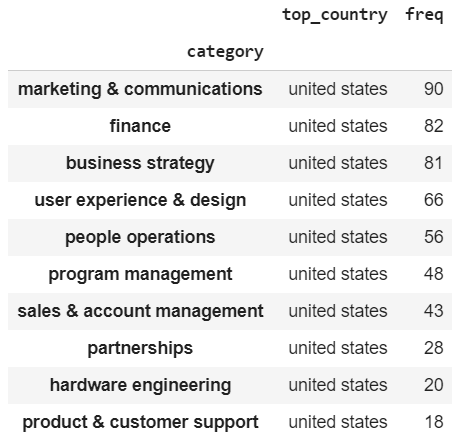 top_country freq
category
marketing & communications united states 90
finance united states 82
business strategy united states 81
user experience & design united states 66
people operations united states 56
program management united states 48
sales & account management united states 43
partnerships united states 28
hardware engineering united states 20
product & customer support united states 18